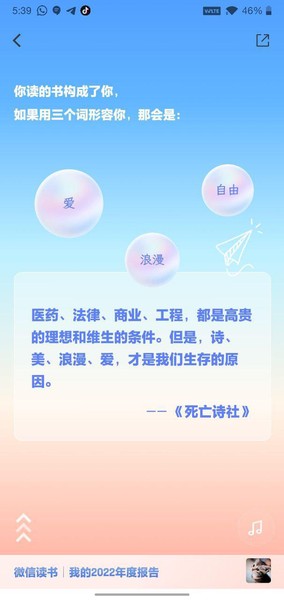 5:39
VoLTE
46%
你读的书构成了你，
如果用三个词形容你，那会是：
爱
自由
浪漫
医药、法律、商业、工程，都是高贵
的理想和维生的条件。但是，诗、
美、浪漫、爱，才是我们生存的原
因。
——《死亡诗社》
微信读书｜我的2022年度报告